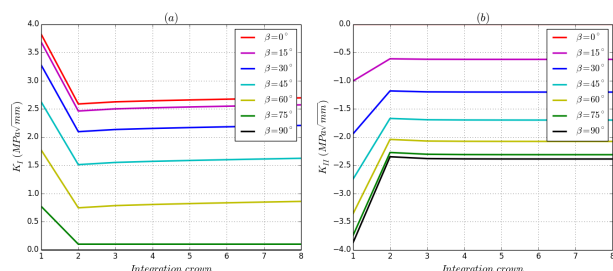 (a)
K_I (MPa√mm)
4.0
3.5
3.0
2.5
2.0
1.5
1.0
0.5
0.0
1 2 3 4 5 6 7 8
Integration crown
β=0°
β=15°
β=30°
β=45°
β=60°
β=75°
β=90°
(b)
K_II (MPa√mm)
−0.0
−0.5
−1.0
−1.5
−2.0
−2.5
−3.0
−3.5
−4.0
1 2 3 4 5 6 7 8
Integration crown
β=0°
β=15°
β=30°
β=45°
β=60°
β=75°
β=90°